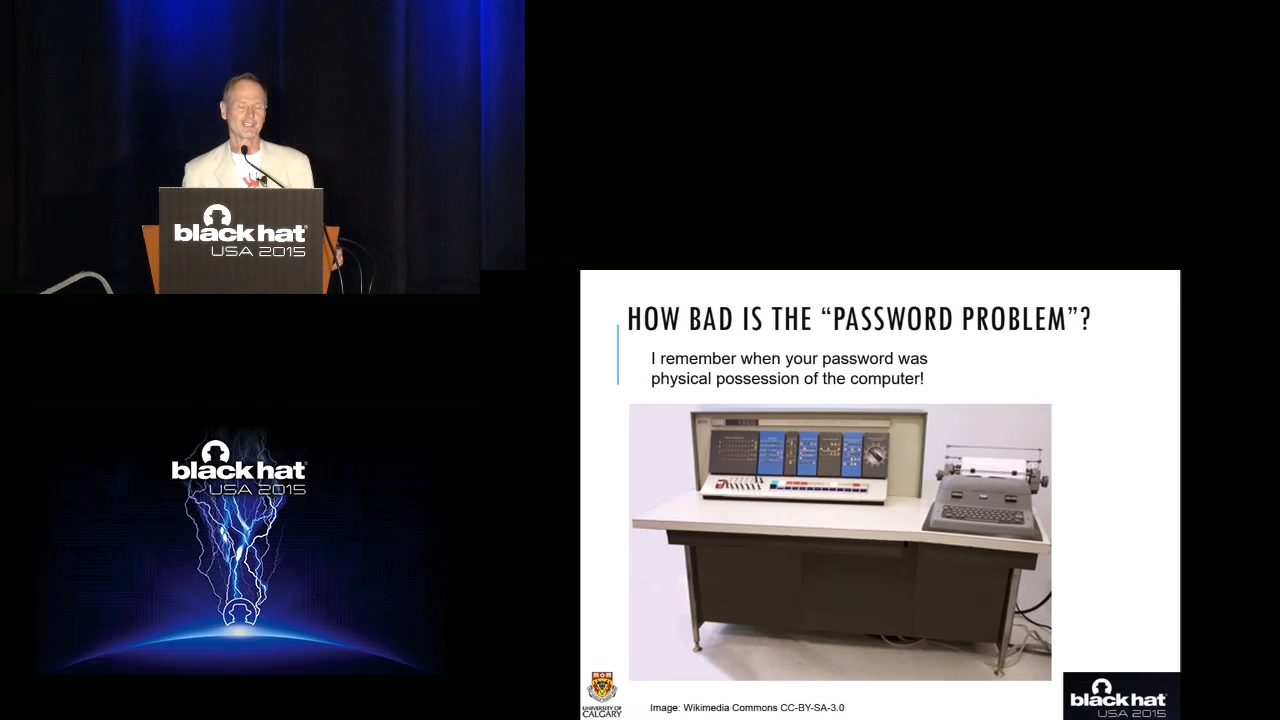 black hat
USA 2015
black hat
USA 2015
HOW BAD IS THE “PASSWORD PROBLEM”?
I remember when your password was
physical possession of the computer!
UNIVERSITY OF
CALGARY
Image: Wikimedia Commons CC-BY-SA-3.0
black hat
USA 2015